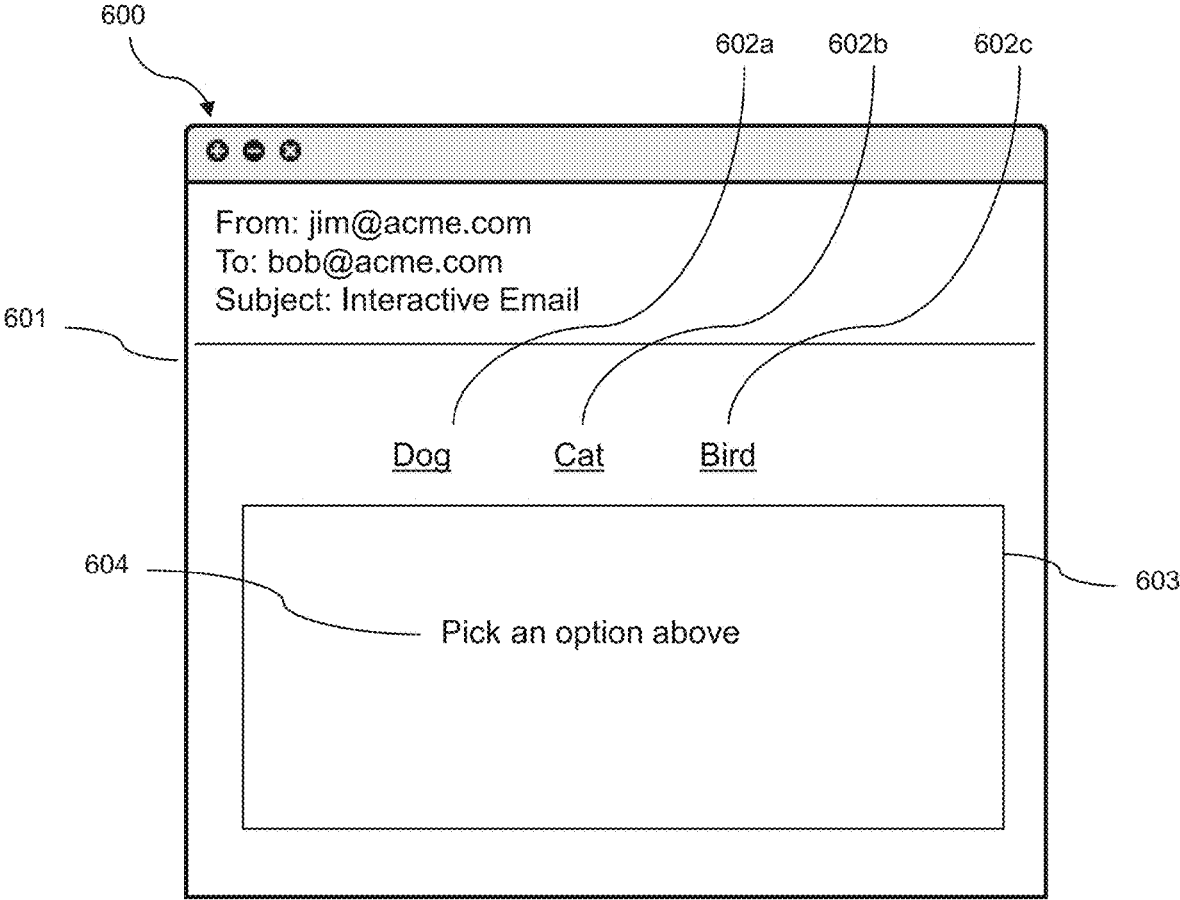 600
602a 602b 602c
From: jim@acme.com
To: bob@acme.com
Subject: Interactive Email
601
Dog Cat Bird
604
603
Pick an option above